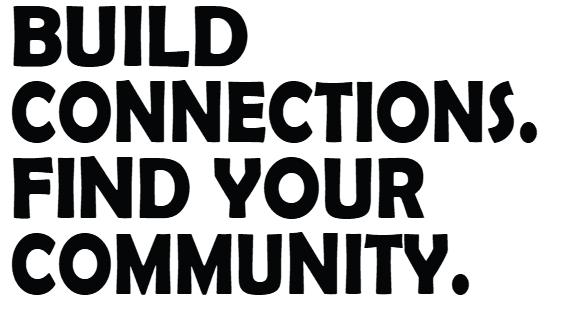 BUILD
CONNECTIONS.
FIND YOUR
COMMUNITY.